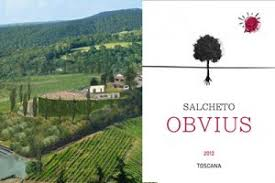 SALCHETO
OBVIUS
2012
TOSCANA